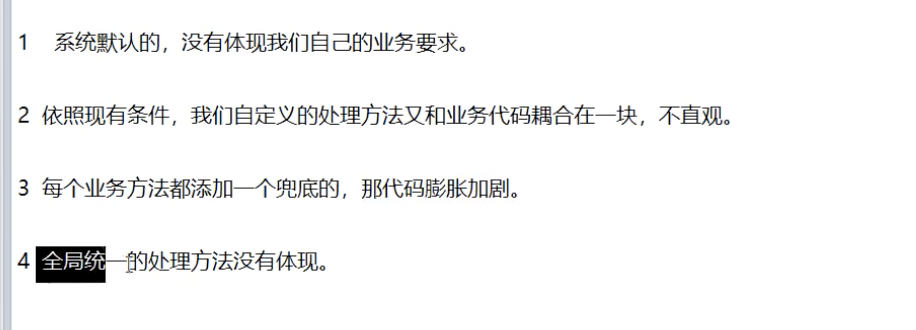 1 系统默认的，没有体现我们自己的业务要求。
2 依照现有条件，我们自定义的处理方法又和业务代码耦合在一块，不直观。
3 每个业务方法都添加一个兜底的，那代码膨胀加剧。
4 全局统一的处理方法没有体现。